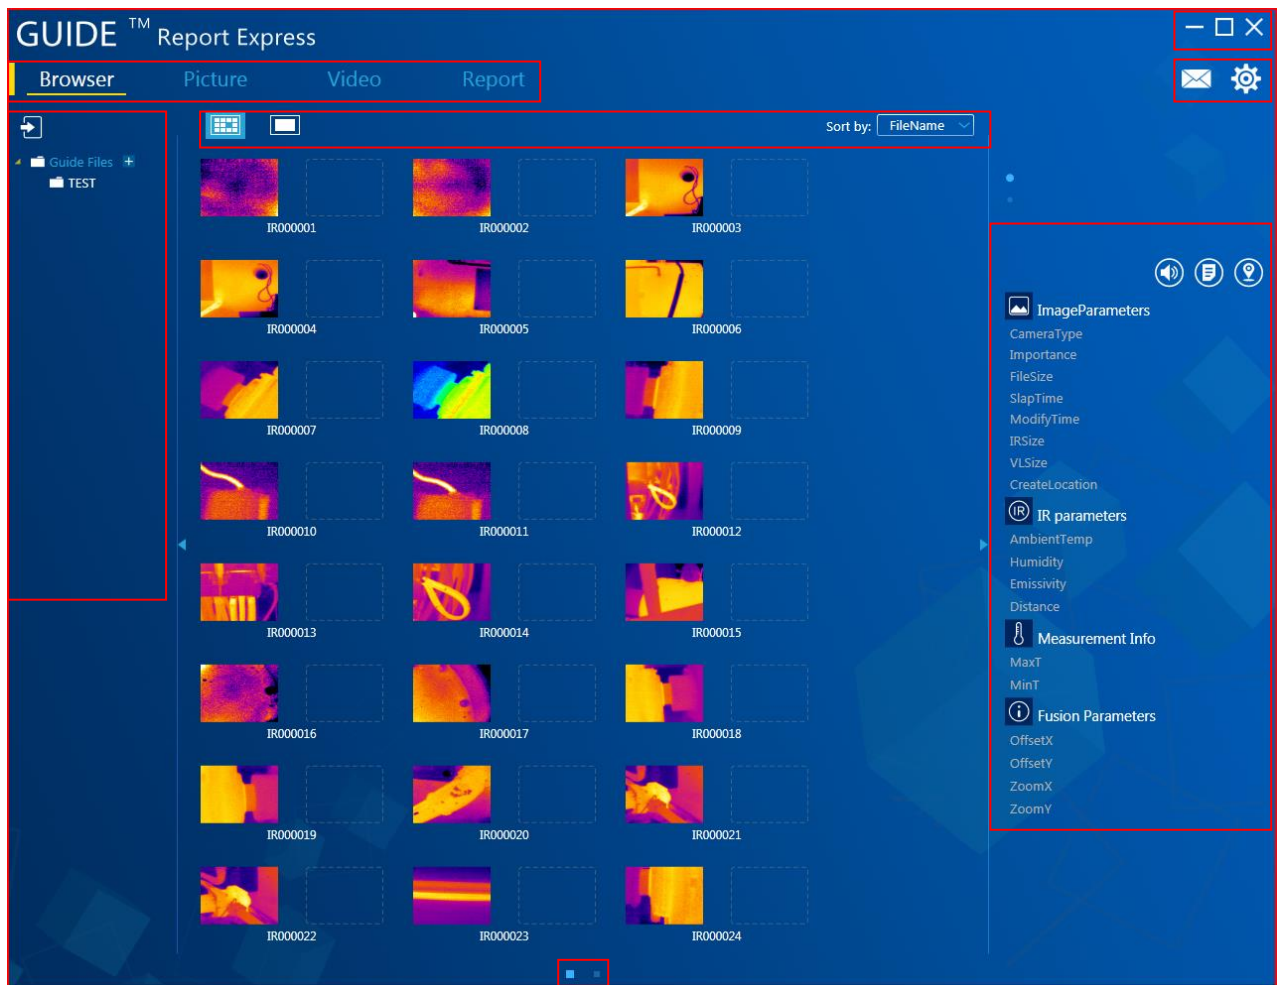 GUIDE ™ Report Express
Browser Picture Video Report
Sort by: FileName
Guide Files +
TEST
IR000001 IR000002 IR000003
IR000004 IR000005 IR000006
IR000007 IR000008 IR000009
IR000010 IR000011 IR000012
IR000013 IR000014 IR000015
IR000016 IR000017 IR000018
IR000019 IR000020 IR000021
IR000022 IR000023 IR000024
ImageParameters
CameraType
Importance
FileSize
SlapTime
ModifyTime
IRSize
VLSize
CreateLocation
IR IR parameters
AmbientTemp
Humidity
Emissivity
Distance
Measurement Info
MaxT
MinT
Fusion Parameters
OffsetX
OffsetY
ZoomX
ZoomY